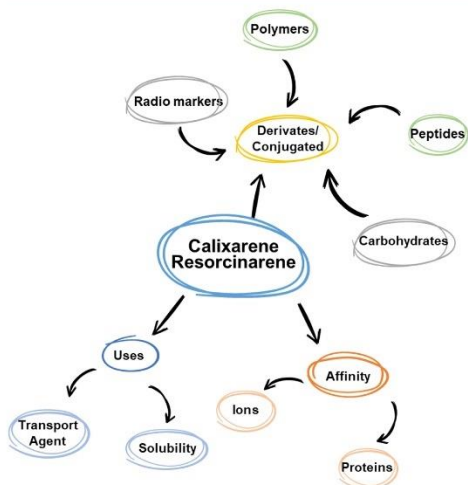 Polymers
Radio markers
Derivates/
Conjugated
Peptides
Carbohydrates
Calixarene
Resorcinarene
Uses
Affinity
Ions
Transport
Agent
Solubility
Proteins